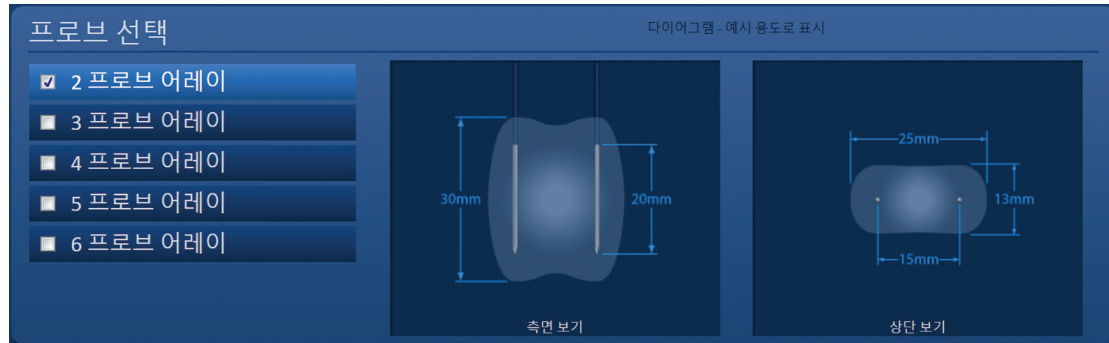 프로브 선택
다이어그램 - 예시 용도로 표시
2 프로브 어레이
3 프로브 어레이
4 프로브 어레이
5 프로브 어레이
6 프로브 어레이
30mm
20mm
측면 보기
25mm
13mm
15mm
상단 보기